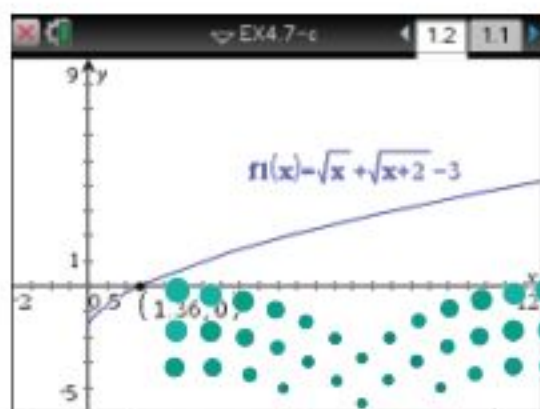 EX4.7-c 1.2 1.1
9 y
f1(x)=√x+√(x+2)-3
1
x
-2 0.5 12
(1.36,0)
-5